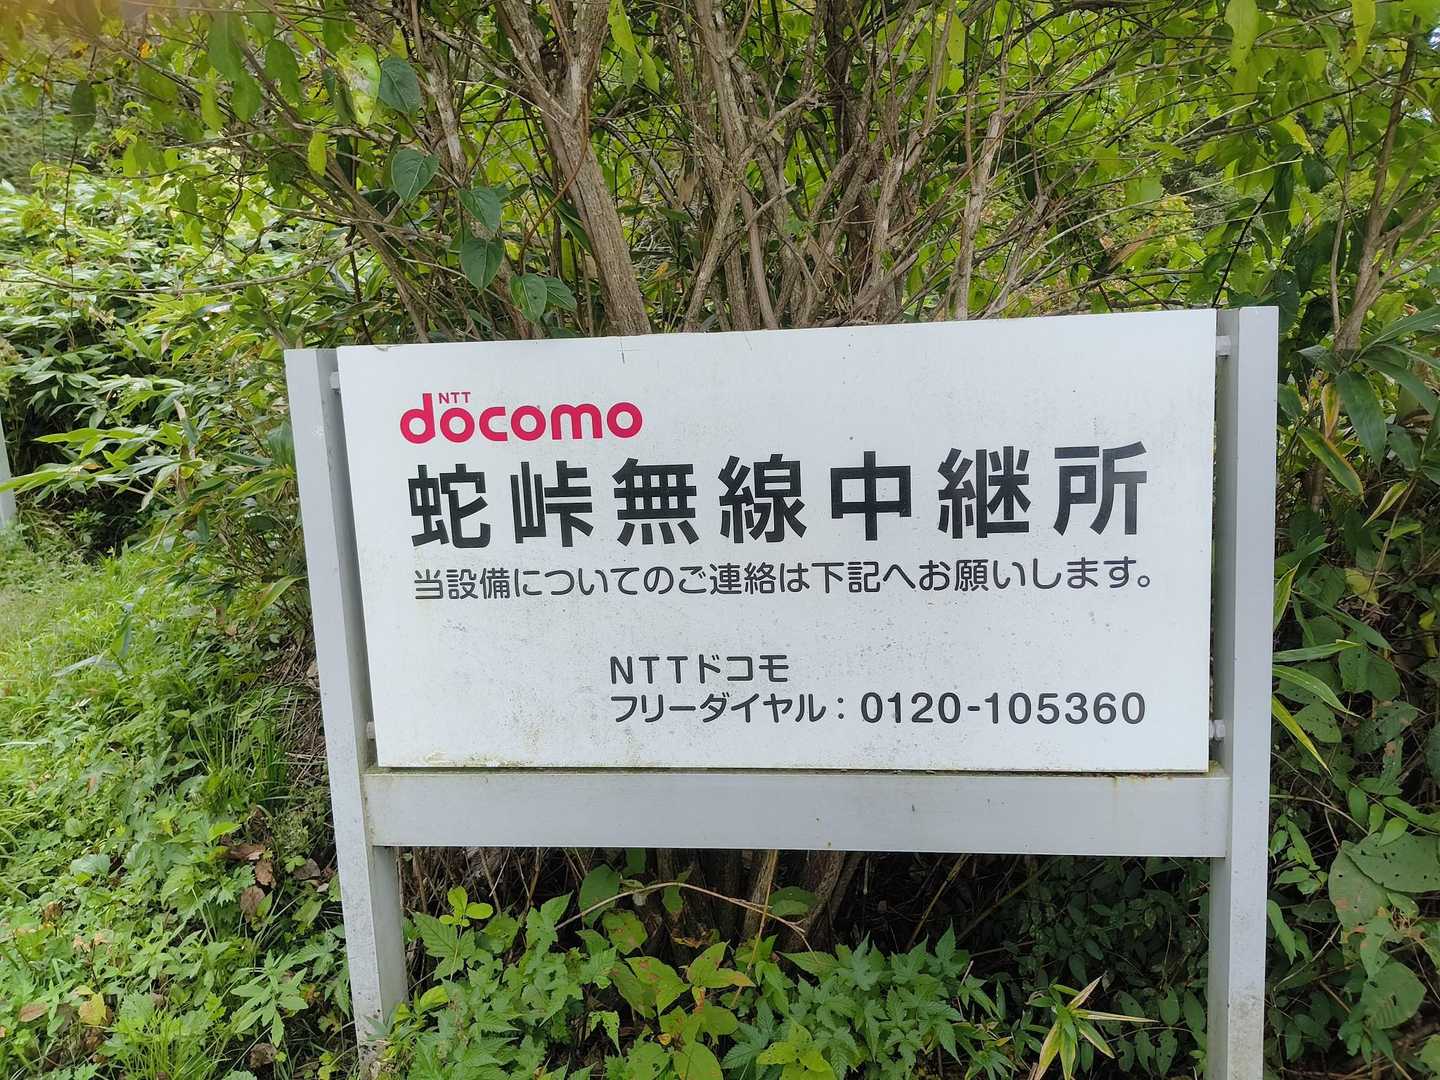 NTT
docomo
蛇峠無線中継所
当設備についてのご連絡は下記へお願いします。
NTTドコモ
フリーダイヤル：0120-105360